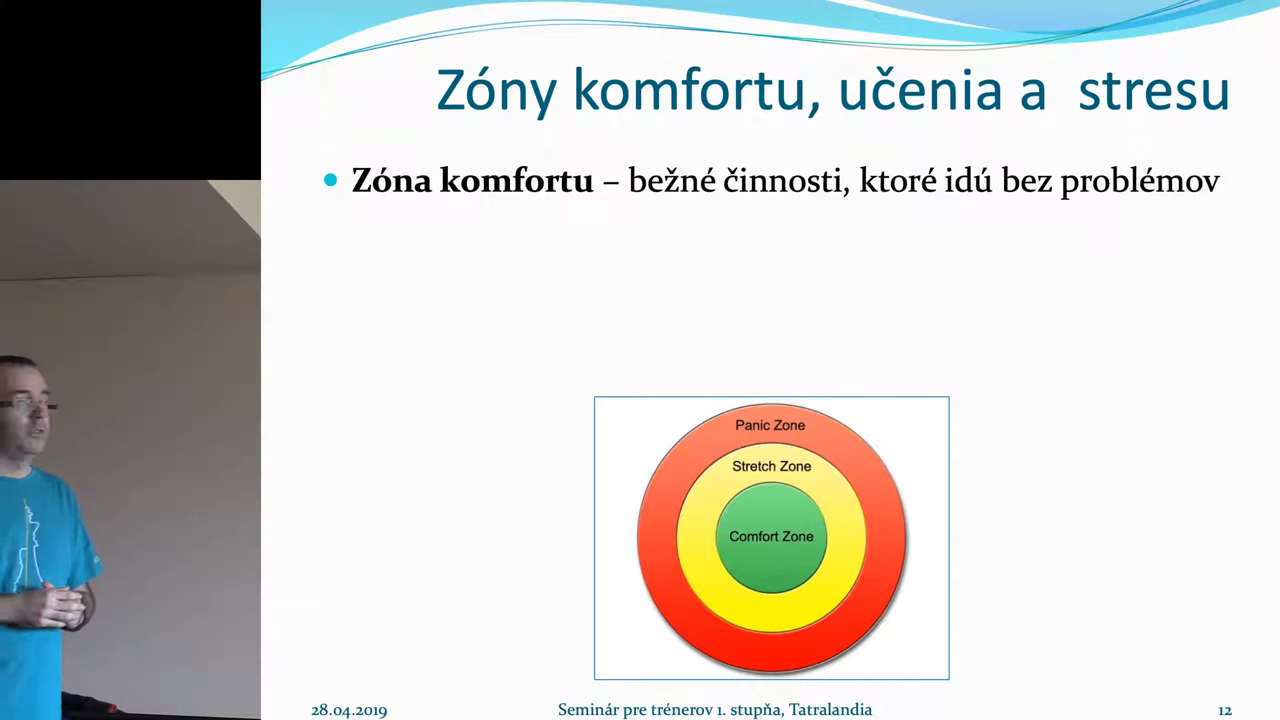 Zóny komfortu, učenia a stresu
• Zóna komfortu – bežné činnosti, ktoré idú bez problémov
Panic Zone
Stretch Zone
Comfort Zone
28.04.2019
Seminár pre trénerov 1. stupňa, Tatralandia
12